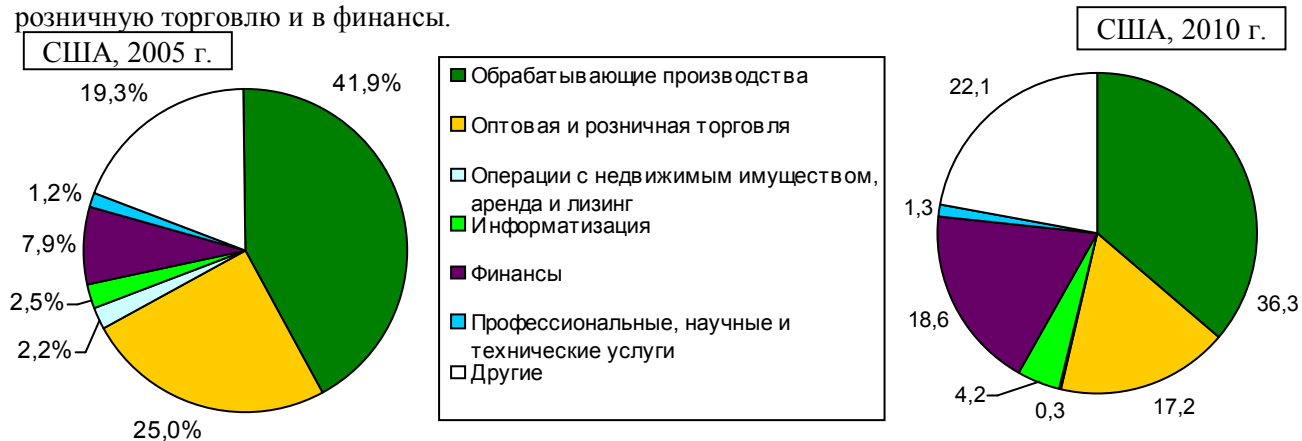 розничную торговлю и в финансы.
США, 2005 г.
США, 2010 г.
19,3%
41,9%
1,2%
7,9%
2,5%
2,2%
25,0%
Обрабатывающие производства
Оптовая и розничная торговля
Операции с недвижимым имуществом,
аренда и лизинг
Информатизация
Финансы
Профессиональные, научные и
технические услуги
Другие
22,1
1,3
18,6
4,2
0,3
17,2
36,3